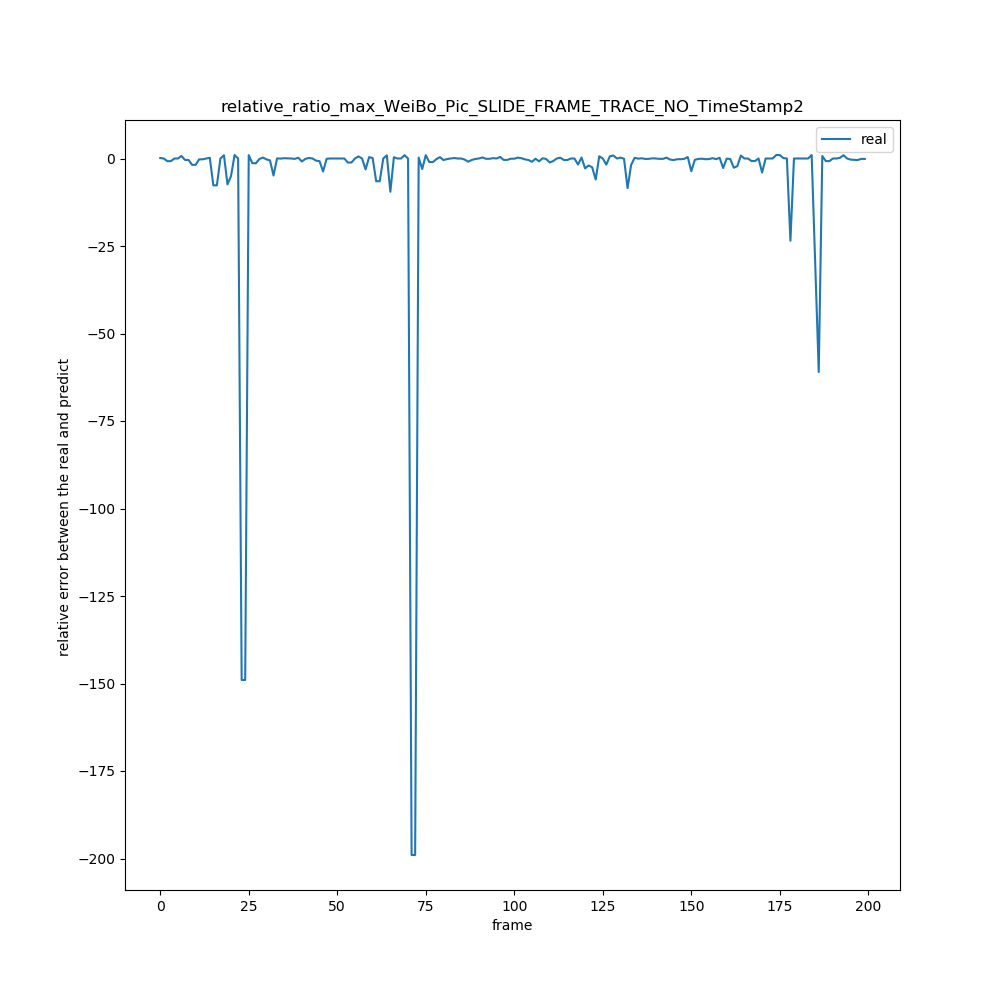 relative_ratio_max_WeiBo_Pic_SLIDE_FRAME_TRACE_NO_TimeStamp2
real
0
−25
−50
−75
−100
−125
−150
−175
−200
relative error between the real and predict
0 25 50 75 100 125 150 175 200
frame